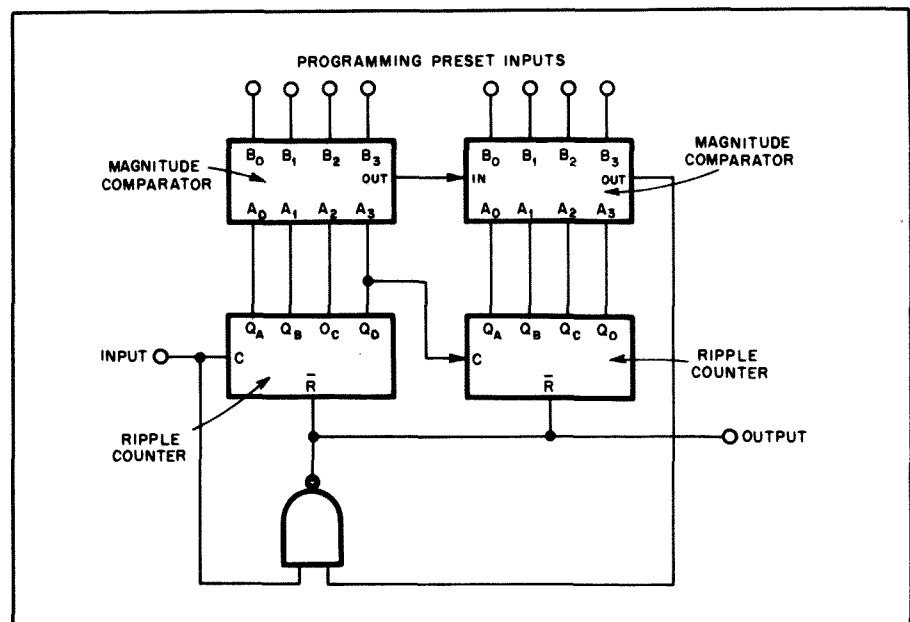 PROGRAMMING PRESET INPUTS
MAGNITUDE
COMPARATOR
B0 B1 B2 B3
OUT
A0 A1 A2 A3
B0 B1 B2 B3
IN OUT
A0 A1 A2 A3
MAGNITUDE
COMPARATOR
INPUT
QA QB OC QD
C
R̅
RIPPLE
COUNTER
QA QB QC QD
C
R̅
RIPPLE
COUNTER
OUTPUT